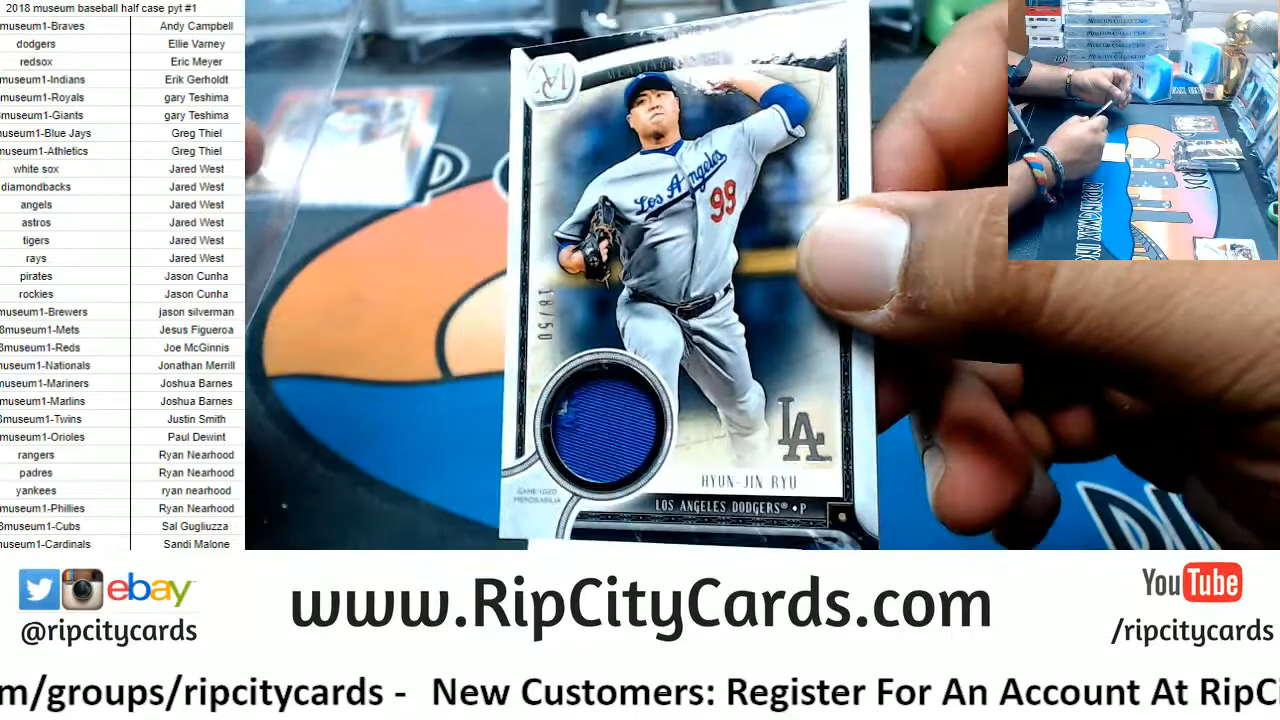 2018 museum baseball half case pyt #1
museum1-Braves Andy Campbell
dodgers Ellie Varney
redsox Eric Meyer
museum1-Indians Erik Gerholdt
museum1-Royals gary Teshima
museum1-Giants gary Teshima
museum1-Blue Jays Greg Thiel
museum1-Athletics Greg Thiel
white sox Jared West
diamondbacks Jared West
angels Jared West
astros Jared West
tigers Jared West
rays Jared West
pirates Jason Cunha
rockies Jason Cunha
museum1-Brewers jason silverman
8museum1-Mets Jesus Figueroa
8museum1-Reds Joe McGinnis
museum1-Nationals Jonathan Merrill
museum1-Mariners Joshua Barnes
museum1-Marlins Joshua Barnes
museum1-Twins Justin Smith
museum1-Orioles Paul Dewint
rangers Ryan Nearhood
padres Ryan Nearhood
yankees ryan nearhood
museum1-Phillies Ryan Nearhood
8museum1-Cubs Sal Gugliuzza
museum1-Cardinals Sandi Malone
Los Angeles
99
18/50
LA
HYUN-JIN RYU
GAME-USED
MEMORABILIA
LOS ANGELES DODGERS® • P
ebay
@ripcitycards
www.RipCityCards.com
YouTube
/ripcitycards
m/groups/ripcitycards - New Customers: Register For An Account At RipCi